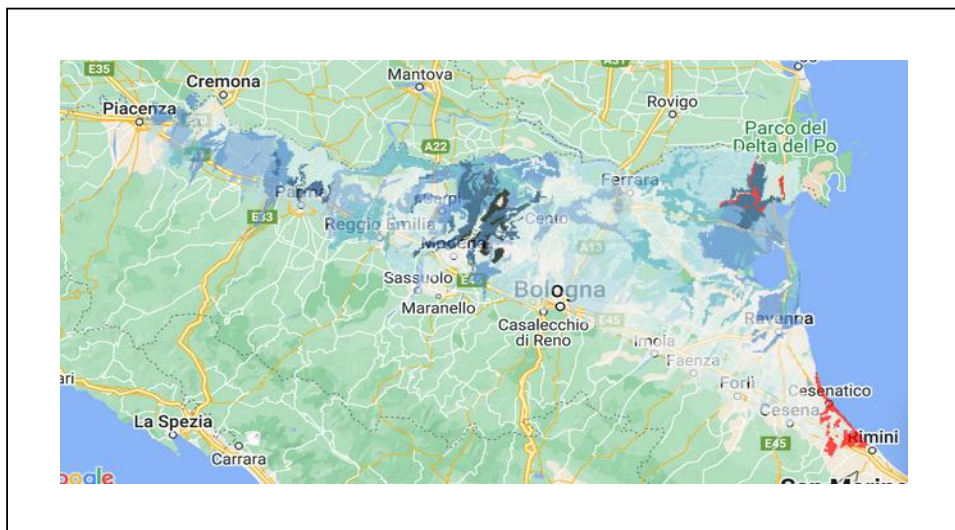 E35
Cremona
Mantova
A31
Piacenza
Rovigo
Parco del
Delta del Po
A22
Parma
Ferrara
E33
Carpi
Cento
Reggio Emilia
A13
Modena
Sassuolo
E45
Bologna
Maranello
Ravenna
Casalecchio
di Reno
E45
Imola
Faenza
Forlì
Cesenatico
Cesena
La Spezia
E45
Rimini
Carrara
San Marino